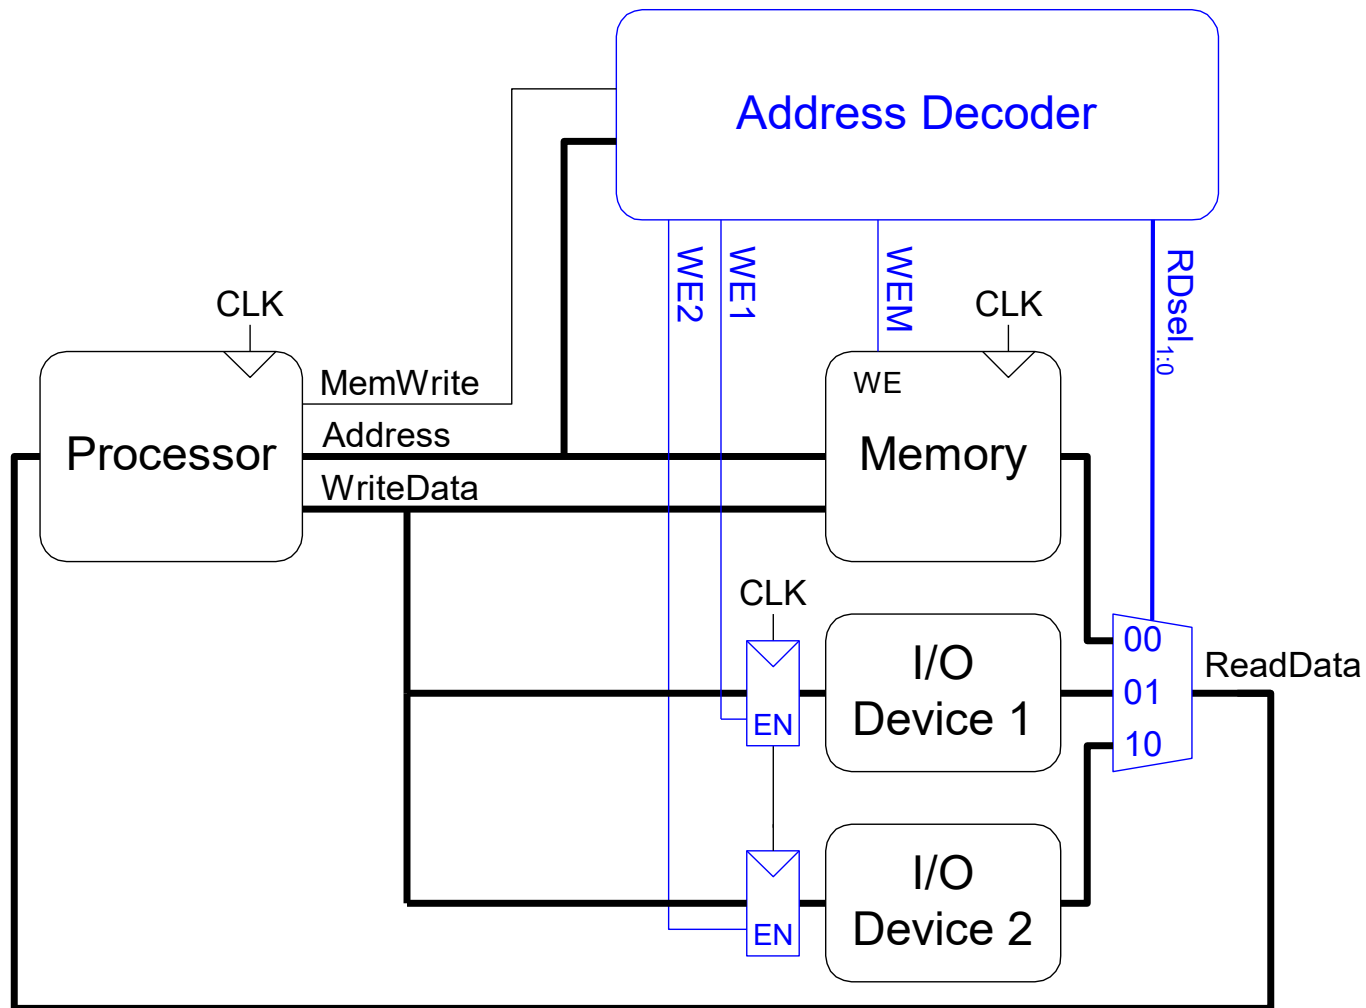 Address Decoder
WE2
WE1
WEM
RDsel1:0
CLK
CLK
MemWrite
WE
Address
Processor
Memory
WriteData
CLK
I/O
Device 1
EN
00
01
10
ReadData
I/O
Device 2
EN